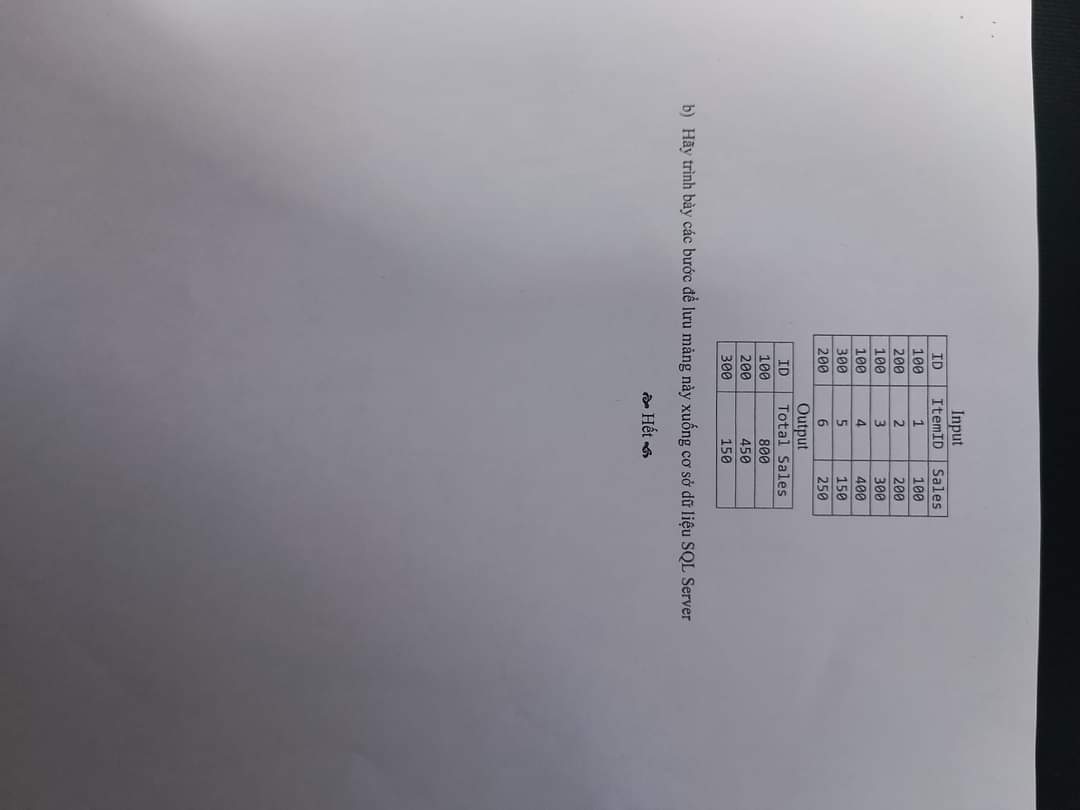 Input
ID ItemID Sales
100 1 100
200 2 200
100 3 300
100 4 400
300 5 150
200 6 250
Output
ID Total Sales
100 800
200 450
300 150
b) Hãy trình bày các bước để lưu mảng này xuống cơ sở dữ liệu SQL Server
Hết